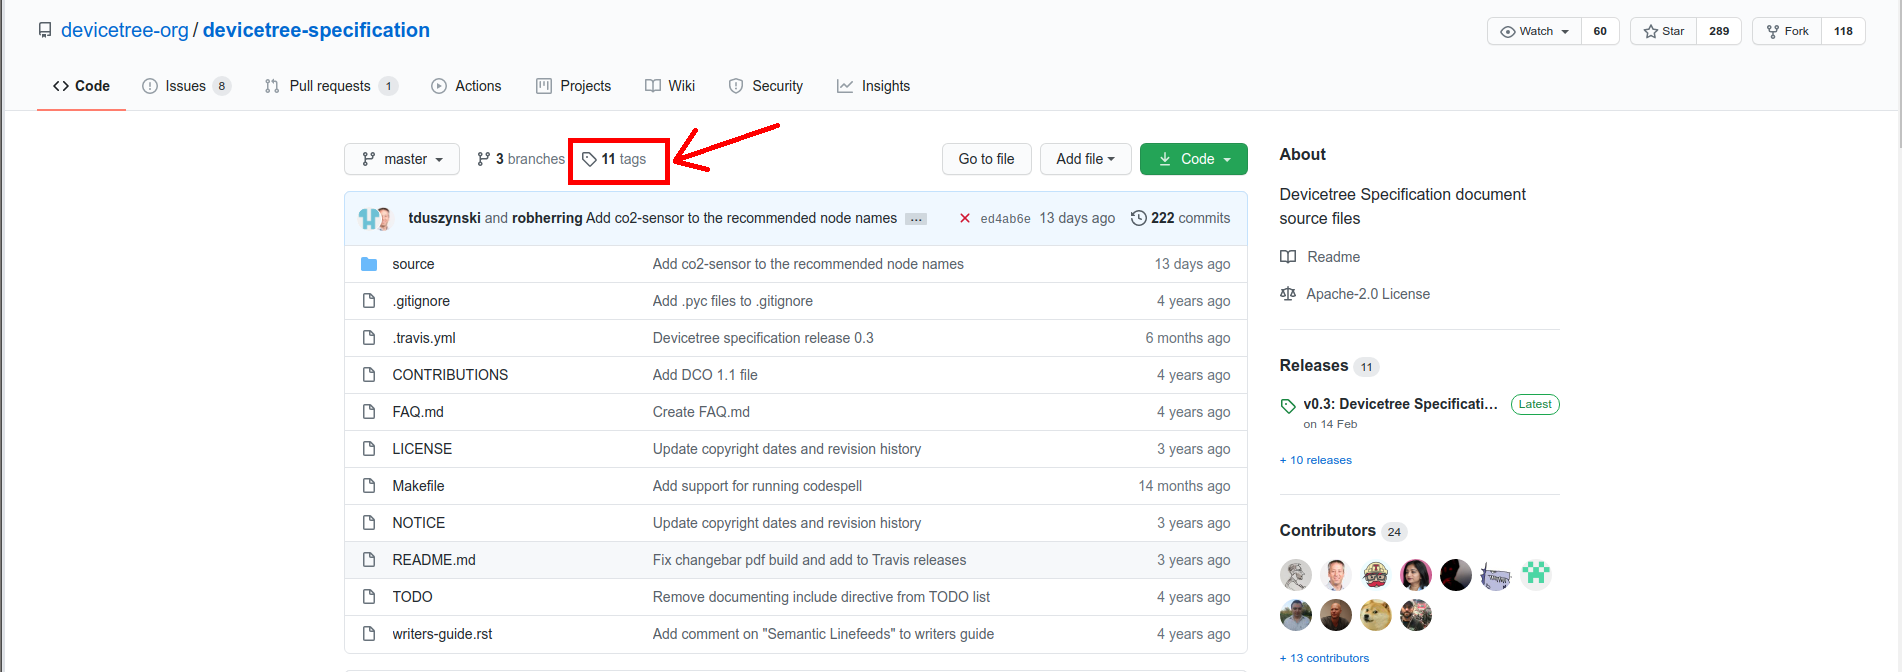 devicetree-org / devicetree-specification
Watch 60 Star 289 Fork 118
Code Issues 8 Pull requests 1 Actions Projects Wiki Security Insights
master 3 branches 11 tags Go to file Add file Code
tduszynski and robherring Add co2-sensor to the recommended node names ... ed4ab6e 13 days ago 222 commits
source Add co2-sensor to the recommended node names 13 days ago
.gitignore Add .pyc files to .gitignore 4 years ago
.travis.yml Devicetree specification release 0.3 6 months ago
CONTRIBUTIONS Add DCO 1.1 file 4 years ago
FAQ.md Create FAQ.md 4 years ago
LICENSE Update copyright dates and revision history 3 years ago
Makefile Add support for running codespell 14 months ago
NOTICE Update copyright dates and revision history 3 years ago
README.md Fix changebar pdf build and add to Travis releases 3 years ago
TODO Remove documenting include directive from TODO list 4 years ago
writers-guide.rst Add comment on "Semantic Linefeeds" to writers guide 4 years ago
About
Devicetree Specification document
source files
Readme
Apache-2.0 License
Releases 11
v0.3: Devicetree Specificati... Latest
on 14 Feb
+ 10 releases
Contributors 24
+ 13 contributors